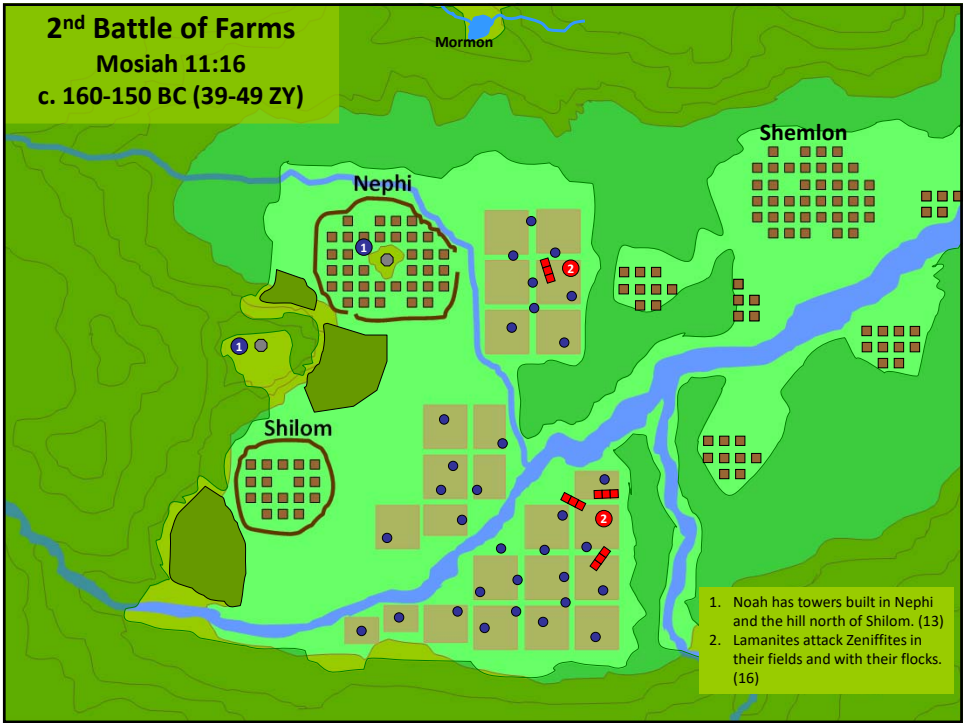 2nd Battle of Farms
Mosiah 11:16
c. 160-150 BC (39-49 ZY)
Mormon
Shemlon
Nephi
1
2
1
Shilom
2
1. Noah has towers built in Nephi
and the hill north of Shilom. (13)
2. Lamanites attack Zeniffites in
their fields and with their flocks.
(16)